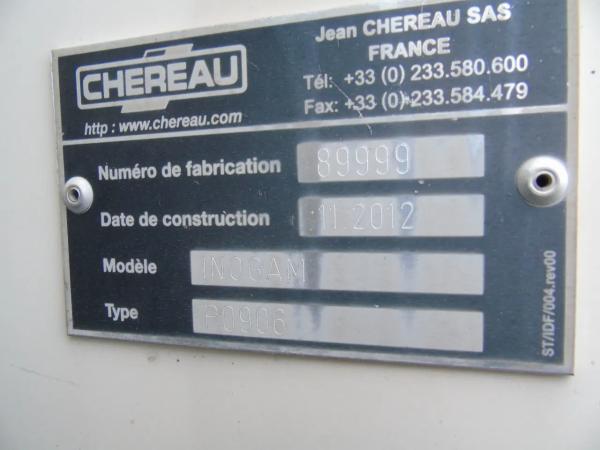 CHEREAU
http : www.chereau.com
Jean CHEREAU SAS
FRANCE
Tél: +33 (0) 233.580.600
Fax: +33 (0) 233.584.479
Numéro de fabrication 89999
Date de construction 11.2012
Modèle INOGAM
Type P0906
ST/IDF/004.rev00